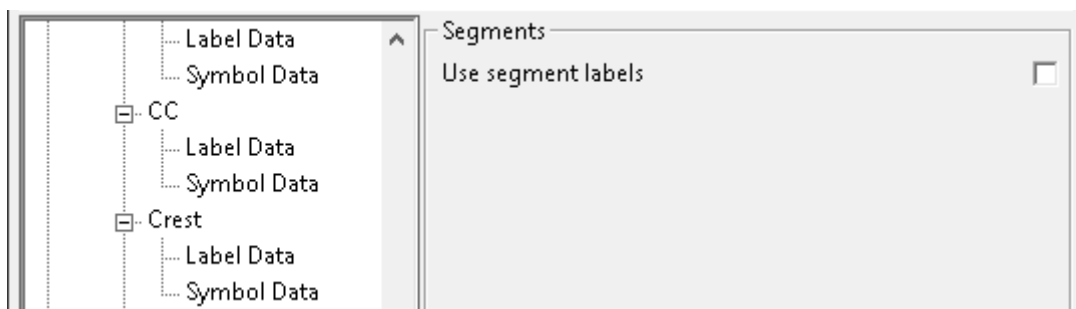 Label Data
Symbol Data
CC
Label Data
Symbol Data
Crest
Label Data
Symbol Data
Segments
Use segment labels